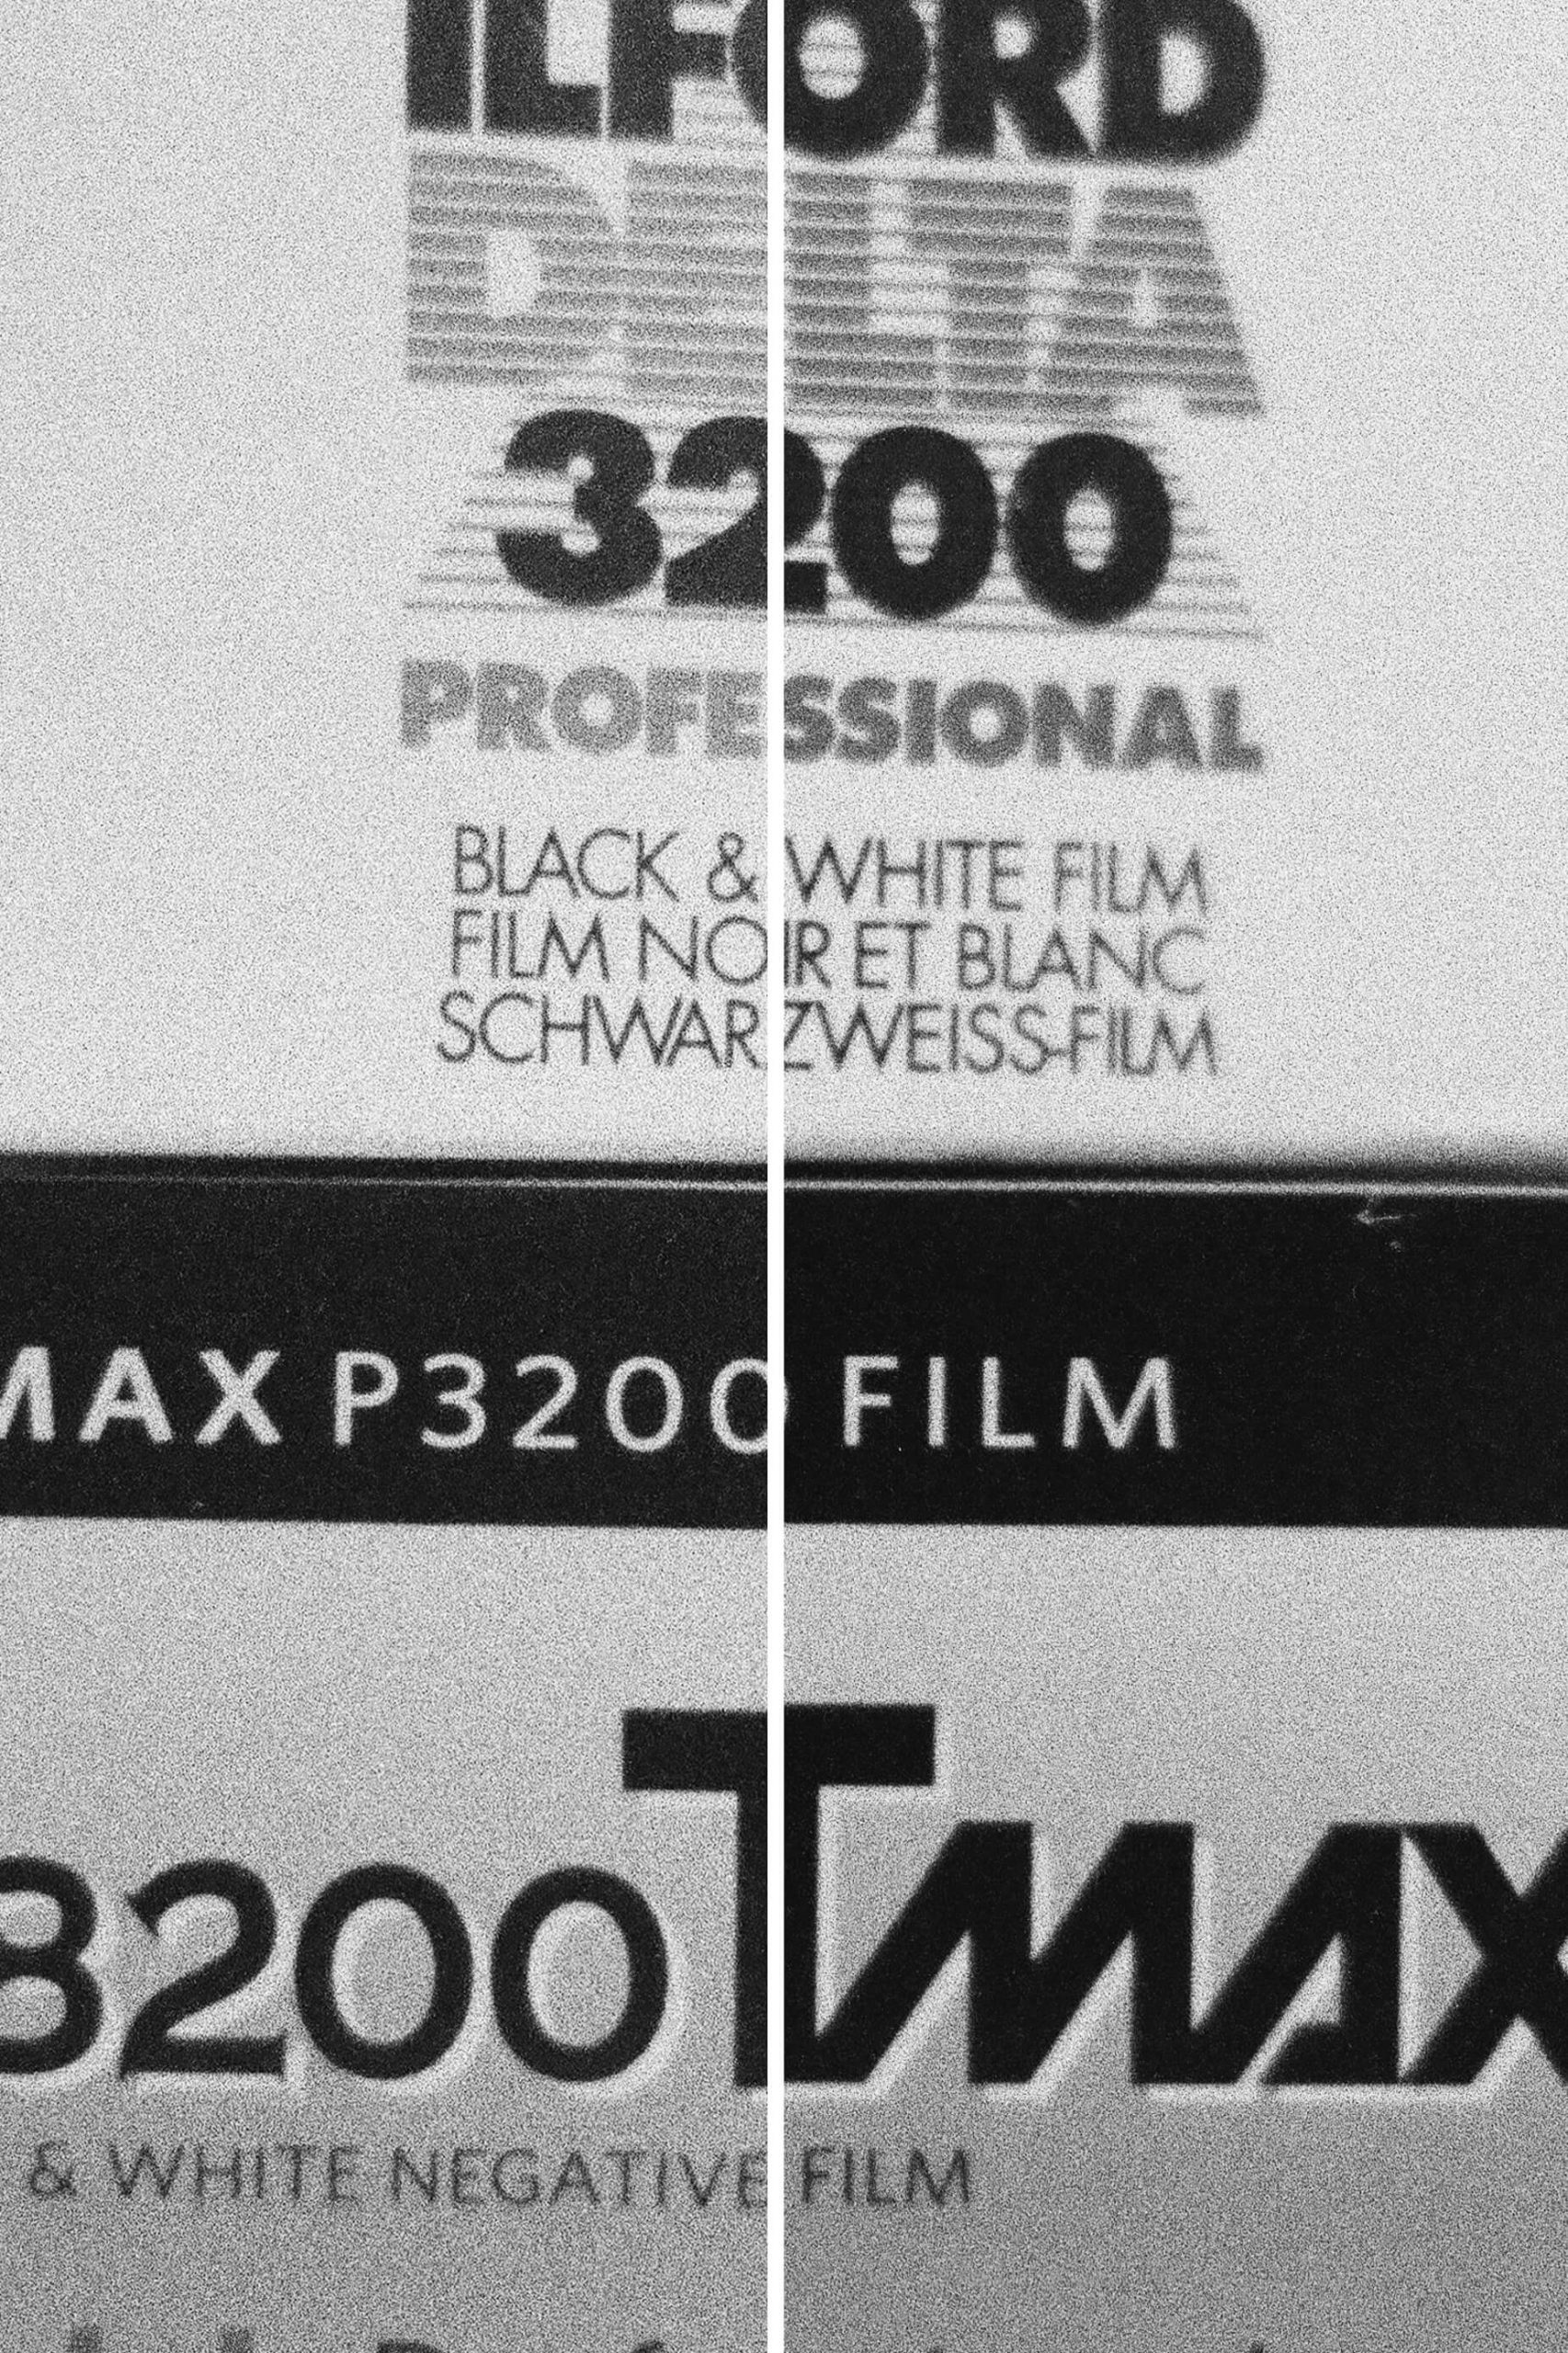 ILFORD
DELTA
3200
PROFESSIONAL
BLACK & WHITE FILM
FILM NOIR ET BLANC
SCHWARZWEISS-FILM
MAX P3200 FILM
3200 TMAX
& WHITE NEGATIVE FILM